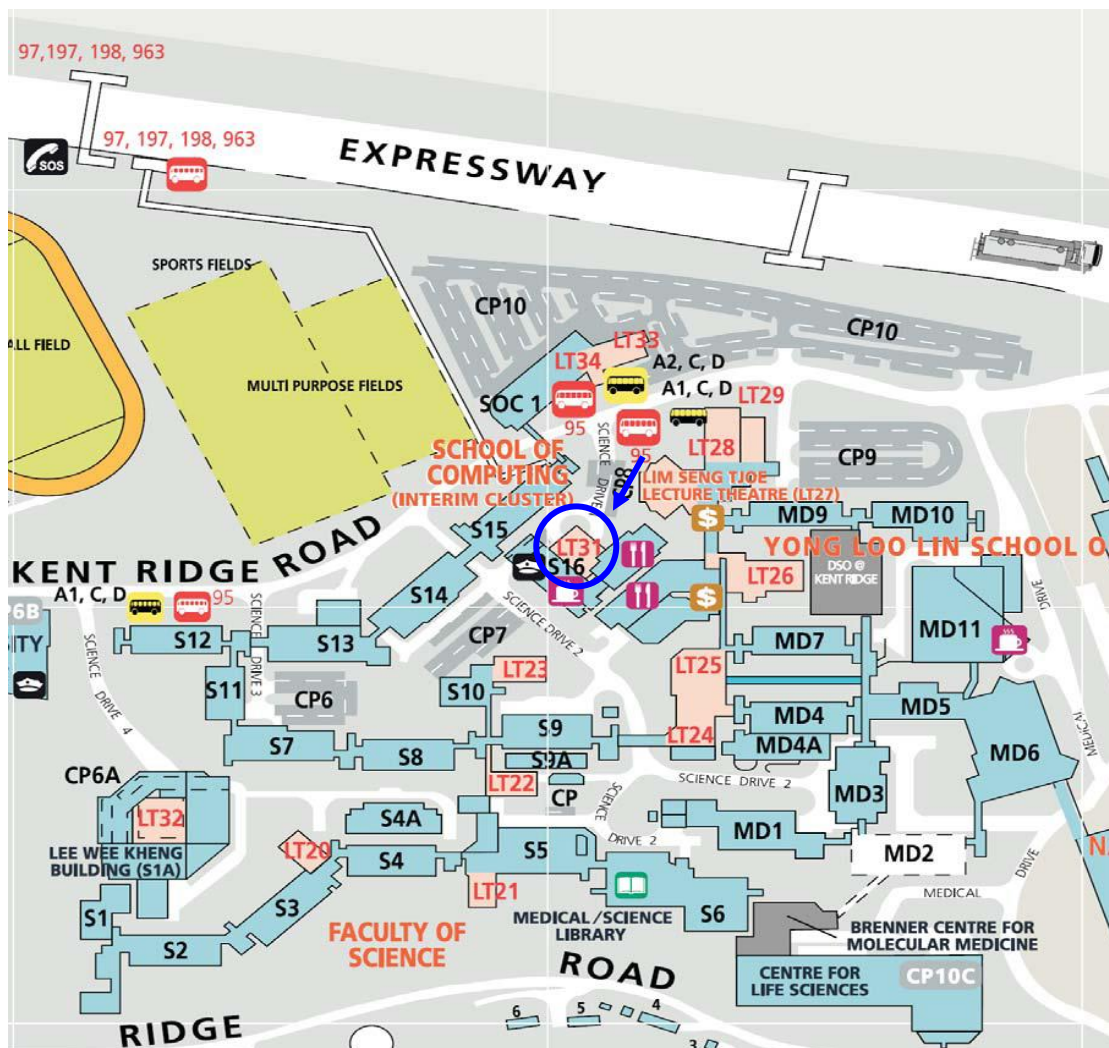 97,197, 198, 963
97, 197, 198, 963
SOS
EXPRESSWAY
SPORTS FIELDS
CP10
CP10
ALL FIELD
MULTI PURPOSE FIELDS
LT33
LT34,
A2, C, D
A1, C, D
SOC 1
95
LT29
95
LT28
SCIENCE DRIVE
CP8
CP9
SCHOOL OF
COMPUTING
(INTERIM CLUSTER)
LIM SENG TJOE
LECTURE THEATRE (LT27)
S15
$
MD9
MD10
LT31
S16
YONG LOO LIN SCHOOL O
DSO @
KENT RIDGE
KENT RIDGE ROAD
A1, C, D
95
S14
LT26
$
DRIVE
P6B
SITY
S12
SCIENCE
DRIVE 3
S13
CP7
SCIENCE DRIVE 2
MD7
MD11
SCIENCE DRIVE 4
S11
CP6
S10
LT23
LT25
MD4
MD5
MEDICAL
S7
S8
S9
S9A
LT24
MD4A
MD6
CP6A
LT22
CP
SCIENCE DRIVE 2
MD3
LT32
S4A
SCIENCE
DRIVE 2
MD1
MD2
LEE WEE KHENG
BUILDING (S1A)
LT20
S4
S5
N
S1
S3
LT21
MEDICAL / SCIENCE
LIBRARY
S6
MEDICAL
DRIVE
S2
FACULTY OF
SCIENCE
BRENNER CENTRE FOR
MOLECULAR MEDICINE
ROAD
CENTRE FOR
LIFE SCIENCES
CP10C
RIDGE
6
5
4
3